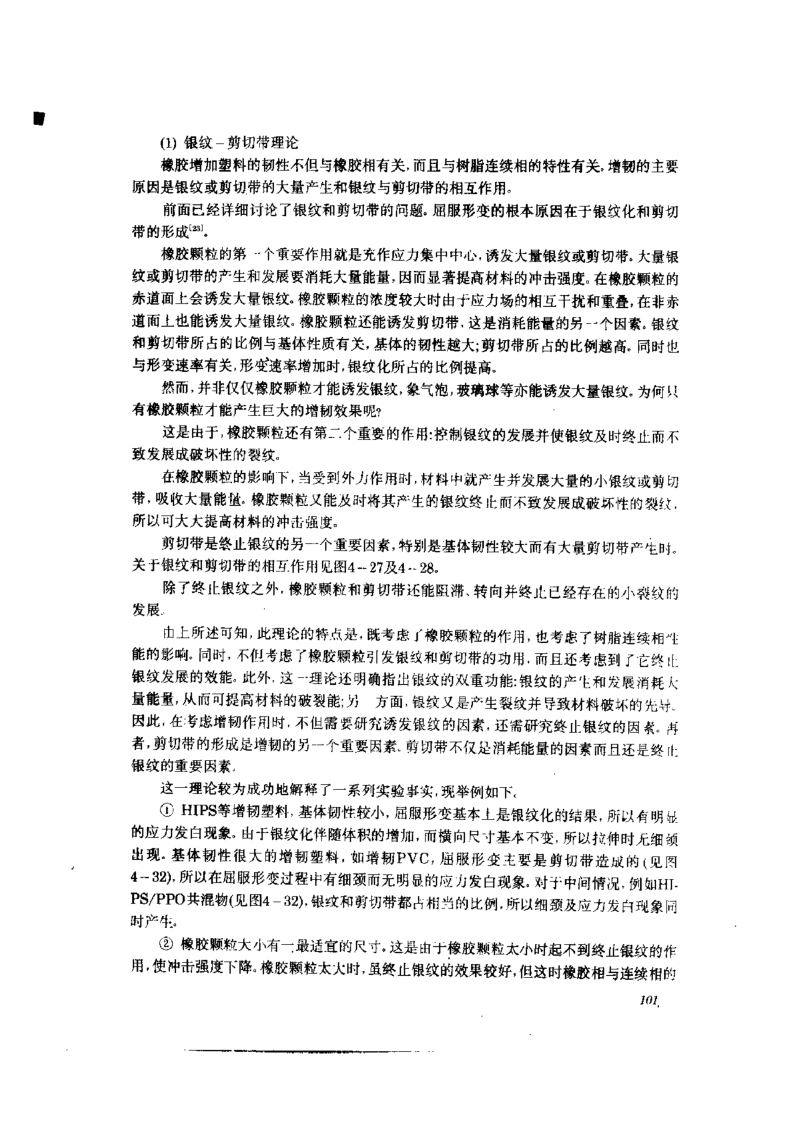 (1) 银纹－剪切带理论
橡胶增加塑料的韧性不但与橡胶相有关,而且与树脂连续相的特性有关。增韧的主要
原因是银纹或剪切带的大量产生和银纹与剪切带的相互作用。
前面已经详细讨论了银纹和剪切带的问题。屈服形变的根本原因在于银纹化和剪切
带的形成[23]。
橡胶颗粒的第一个重要作用就是充作应力集中中心,诱发大量银纹或剪切带。大量银
纹或剪切带的产生和发展要消耗大量能量,因而显著提高材料的冲击强度。在橡胶颗粒的
赤道面上会诱发大量银纹。橡胶颗粒的浓度较大时由于应力场的相互干扰和重叠,在非赤
道面上也能诱发大量银纹。橡胶颗粒还能诱发剪切带,这是消耗能量的另一个因素。银纹
和剪切带所占的比例与基体性质有关,基体的韧性越大;剪切带所占的比例越高。同时也
与形变速率有关,形变速率增加时,银纹化所占的比例提高。
然而,并非仅仅橡胶颗粒才能诱发银纹,象气泡,玻璃球等亦能诱发大量银纹。为何只
有橡胶颗粒才能产生巨大的增韧效果呢?
这是由于,橡胶颗粒还有第二个重要的作用:控制银纹的发展并使银纹及时终止而不
致发展成破坏性的裂纹。
在橡胶颗粒的影响下,当受到外力作用时,材料中就产生并发展大量的小银纹或剪切
带,吸收大量能量。橡胶颗粒又能及时将其产生的银纹终止而不致发展成破坏性的裂纹,
所以可大大提高材料的冲击强度。
剪切带是终止银纹的另一个重要因素,特别是基体韧性较大而有大量剪切带产生时。
关于银纹和剪切带的相互作用见图4－27及4－28。
除了终止银纹之外,橡胶颗粒和剪切带还能阻滞、转向并终止已经存在的小裂纹的
发展.
由上所述可知,此理论的特点是,既考虑了橡胶颗粒的作用,也考虑了树脂连续相性
能的影响。同时,不但考虑了橡胶颗粒引发银纹和剪切带的功用,而且还考虑到了它终止
银纹发展的效能。此外,这一理论还明确指出银纹的双重功能:银纹的产生和发展消耗大
量能量,从而可提高材料的破裂能;另 方面,银纹又是产生裂纹并导致材料破坏的先导。
因此,在考虑增韧作用时,不但需要研究诱发银纹的因素,还需研究终止银纹的因素。再
者,剪切带的形成是增韧的另一个重要因素。剪切带不仅是消耗能量的因素而且还是终止
银纹的重要因素.
这一理论较为成功地解释了一系列实验事实,现举例如下。
① HIPS等增韧塑料,基体韧性较小,屈服形变基本上是银纹化的结果,所以有明显
的应力发白现象。由于银纹化伴随体积的增加,而横向尺寸基本不变,所以拉伸时无细颈
出现。基体韧性很大的增韧塑料,如增韧PVC,屈服形变主要是剪切带造成的(见图
4－32),所以在屈服形变过程中有细颈而无明显的应力发白现象。对于中间情况,例如HI-
PS/PPO共混物(见图4－32),银纹和剪切带都占相当的比例,所以细颈及应力发白现象同
时产生。
② 橡胶颗粒大小有一最适宜的尺寸。这是由于橡胶颗粒太小时起不到终止银纹的作
用,使冲击强度下降。橡胶颗粒太大时,虽终止银纹的效果较好,但这时橡胶相与连续相的
101